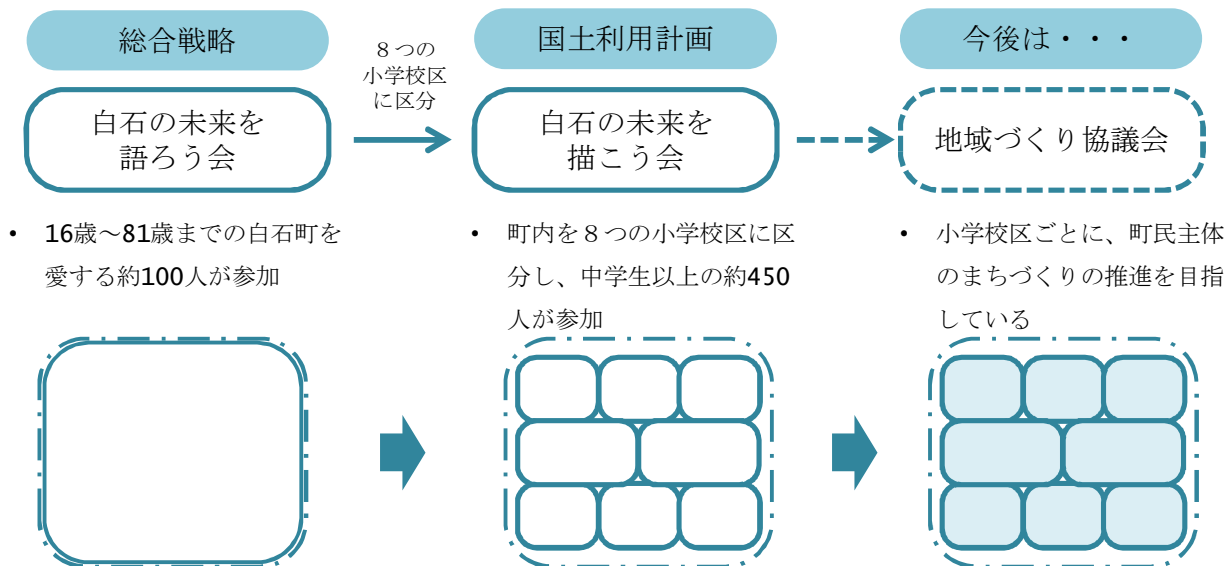 総合戦略
８つの
小学校区
に区分
国土利用計画
今後は・・・
白石の未来を
語ろう会
白石の未来を
描こう会
地域づくり協議会
• 16歳～81歳までの白石町を
愛する約100人が参加
• 町内を８つの小学校区に区
分し、中学生以上の約450
人が参加
• 小学校区ごとに、町民主体
のまちづくりの推進を目指
している